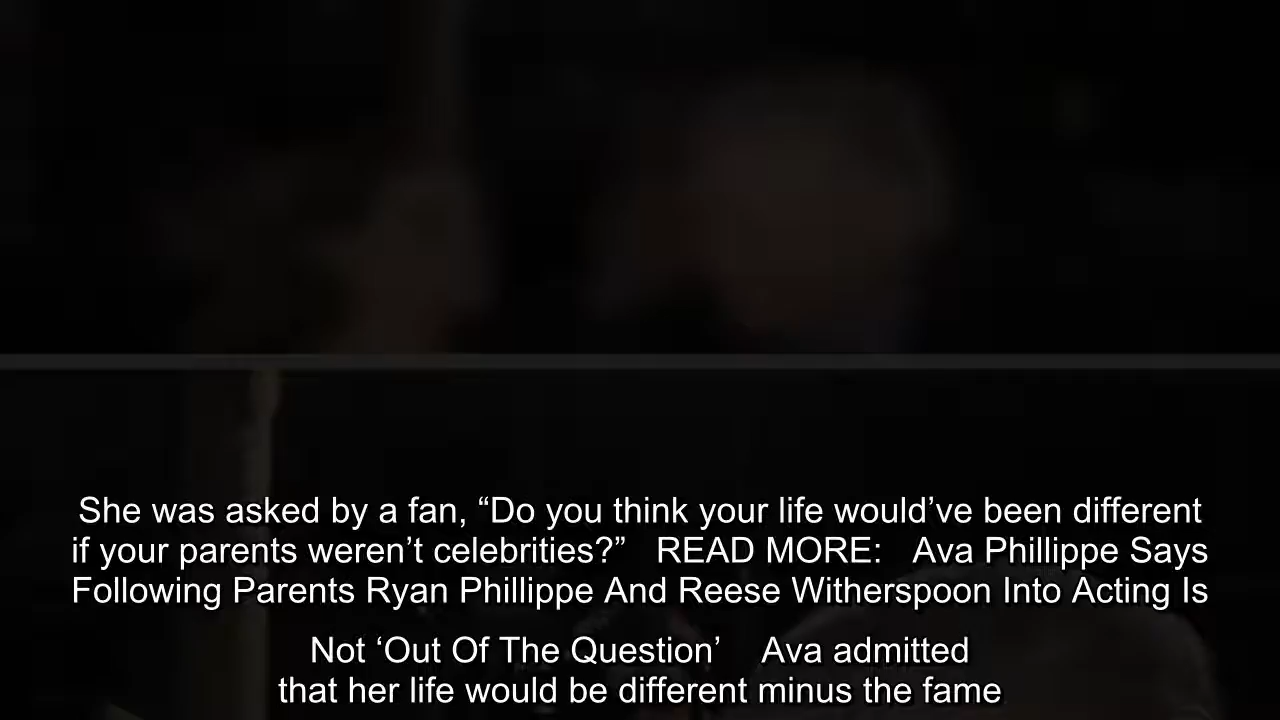 She was asked by a fan, “Do you think your life would’ve been different
if your parents weren’t celebrities?”   READ MORE:   Ava Phillippe Says
Following Parents Ryan Phillippe And Reese Witherspoon Into Acting Is
Not ‘Out Of The Question’    Ava admitted
that her life would be different minus the fame